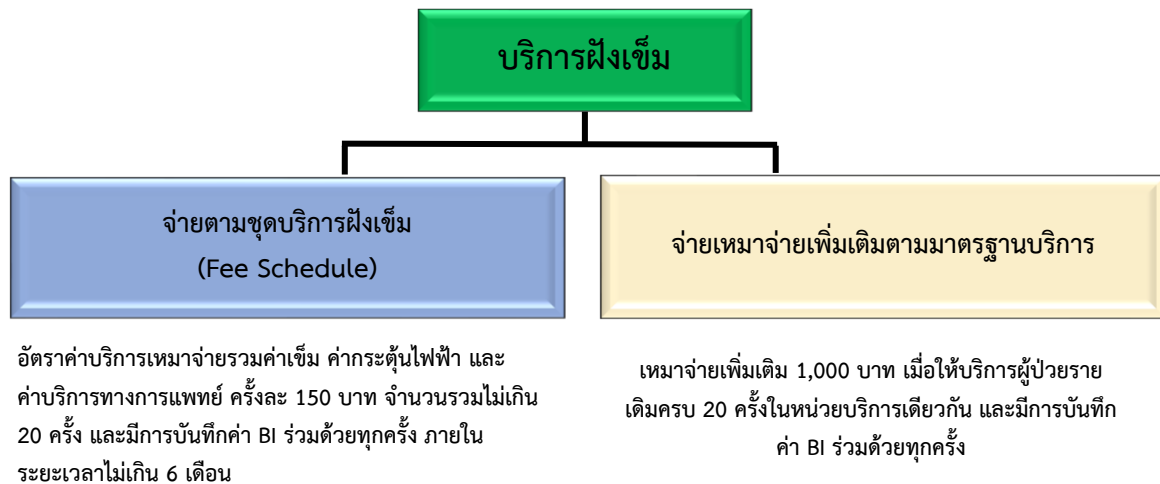 บริการฝังเข็ม
จ่ายตามชุดบริการฝังเข็ม
(Fee Schedule)
จ่ายเหมาจ่ายเพิ่มเติมตามมาตรฐานบริการ
อัตราค่าบริการเหมาจ่ายรวมค่าเข็ม ค่ากระตุ้นไฟฟ้า และ
ค่าบริการทางการแพทย์ ครั้งละ 150 บาท จำนวนรวมไม่เกิน
20 ครั้ง และมีการบันทึกค่า BI ร่วมด้วยทุกครั้ง ภายใน
ระยะเวลาไม่เกิน 6 เดือน
เหมาจ่ายเพิ่มเติม 1,000 บาท เมื่อให้บริการผู้ป่วยราย
เดิมครบ 20 ครั้งในหน่วยบริการเดียวกัน และมีการบันทึก
ค่า BI ร่วมด้วยทุกครั้ง